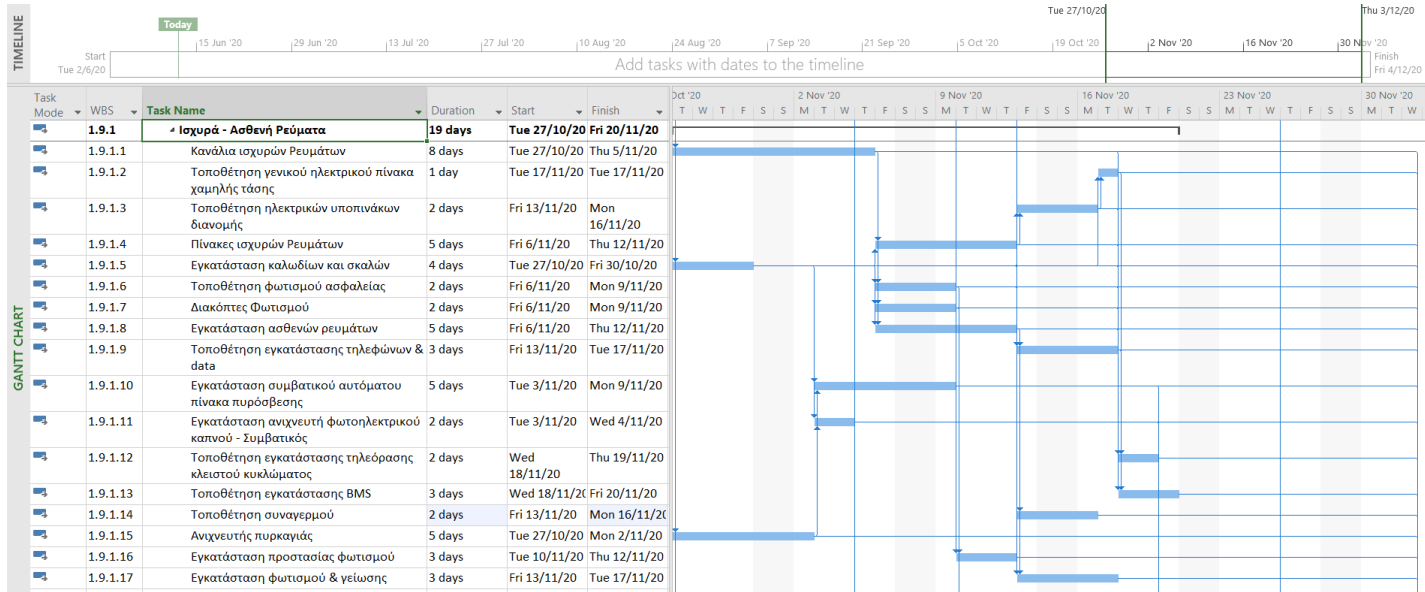 TIMELINE
Today
Tue 27/10/20
Thu 3/12/20
15 Jun '20
29 Jun '20
13 Jul '20
27 Jul '20
10 Aug '20
24 Aug '20
7 Sep '20
21 Sep '20
5 Oct '20
19 Oct '20
2 Nov '20
16 Nov '20
30 Nov '20
Start
Tue 2/6/20
Add tasks with dates to the timeline
Finish
Fri 4/12/20
GANTT CHART
Task Mode WBS Task Name Duration Start Finish
Oct '20 2 Nov '20 9 Nov '20 16 Nov '20 23 Nov '20 30 Nov '20
T W T F S S M T W T F S S M T W T F S S M T W T F S S M T W T F S S M T W
1.9.1 Ισχυρά - Ασθενή Ρεύματα 19 days Tue 27/10/20 Fri 20/11/20
1.9.1.1 Κανάλια ισχυρών Ρευμάτων 8 days Tue 27/10/20 Thu 5/11/20
1.9.1.2 Τοποθέτηση γενικού ηλεκτρικού πίνακα 1 day Tue 17/11/20 Tue 17/11/20
χαμηλής τάσης
1.9.1.3 Τοποθέτηση ηλεκτρικών υποπινάκων 2 days Fri 13/11/20 Mon
διανομής 16/11/20
1.9.1.4 Πίνακες ισχυρών Ρευμάτων 5 days Fri 6/11/20 Thu 12/11/20
1.9.1.5 Εγκατάσταση καλωδίων και σκαλών 4 days Tue 27/10/20 Fri 30/10/20
1.9.1.6 Τοποθέτηση φωτισμού ασφαλείας 2 days Fri 6/11/20 Mon 9/11/20
1.9.1.7 Διακόπτες Φωτισμού 2 days Fri 6/11/20 Mon 9/11/20
1.9.1.8 Εγκατάσταση ασθενών ρευμάτων 5 days Fri 6/11/20 Thu 12/11/20
1.9.1.9 Τοποθέτηση εγκατάστασης τηλεφώνων & 3 days Fri 13/11/20 Tue 17/11/20
data
1.9.1.10 Εγκατάσταση συμβατικού αυτόματου 5 days Tue 3/11/20 Mon 9/11/20
πίνακα πυρόσβεσης
1.9.1.11 Εγκατάσταση ανιχνευτή φωτοηλεκτρικού 2 days Tue 3/11/20 Wed 4/11/20
καπνού - Συμβατικός
1.9.1.12 Τοποθέτηση εγκατάστασης τηλεόρασης 2 days Wed Thu 19/11/20
κλειστού κυκλώματος 18/11/20
1.9.1.13 Τοποθέτηση εγκατάστασης BMS 3 days Wed 18/11/20 Fri 20/11/20
1.9.1.14 Τοποθέτηση συναγερμού 2 days Fri 13/11/20 Mon 16/11/20
1.9.1.15 Ανιχνευτής πυρκαγιάς 5 days Tue 27/10/20 Mon 2/11/20
1.9.1.16 Εγκατάσταση προστασίας φωτισμού 3 days Tue 10/11/20 Thu 12/11/20
1.9.1.17 Εγκατάσταση φωτισμού & γείωσης 3 days Fri 13/11/20 Tue 17/11/20